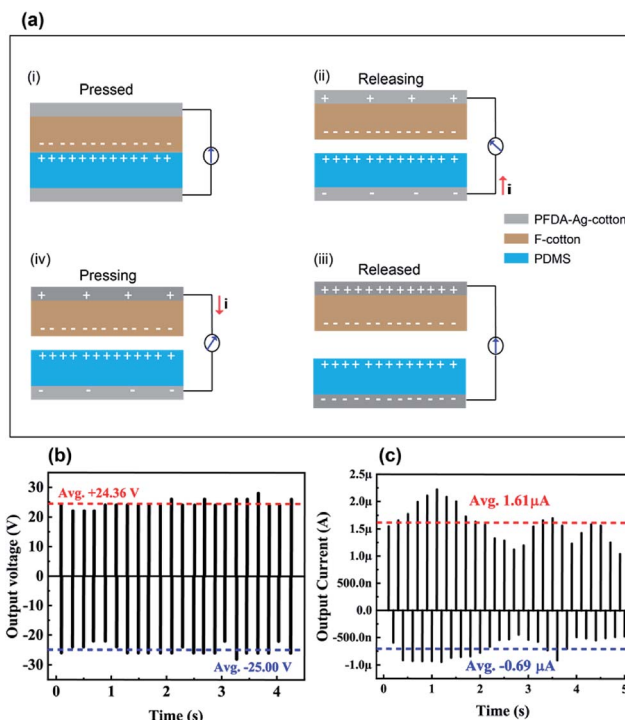 (a)
(i)
Pressed
- - - - - - - - - - - - - -
+ + + + + + + + + + + + +
(ii)
Releasing
+ + + +
- - - - - - - - - - - - - -
+ + + + + + + + + + + +
- - - -
i
PFDA-Ag-cotton
F-cotton
PDMS
(iv)
Pressing
+ + + +
- - - - - - - - - - - - - -
+ + + + + + + + + + + +
- - - -
i
(iii)
Released
+ + + + + + + + + + + +
- - - - - - - - - - - - - -
+ + + + + + + + + + + +
- - - - - - - - - - - - - -
(b)
Output voltage (V)
30
20
10
0
-10
-20
-30
Avg. +24.36 V
Avg. -25.00 V
0 1 2 3 4
Time (s)
(c)
Output Current (A)
2.5μ
2.0μ
1.5μ
1.0μ
500.0n
0.0
-500.0n
-1.0μ
Avg. 1.61μA
Avg. -0.69 μA
0 1 2 3 4 5
Time (s)